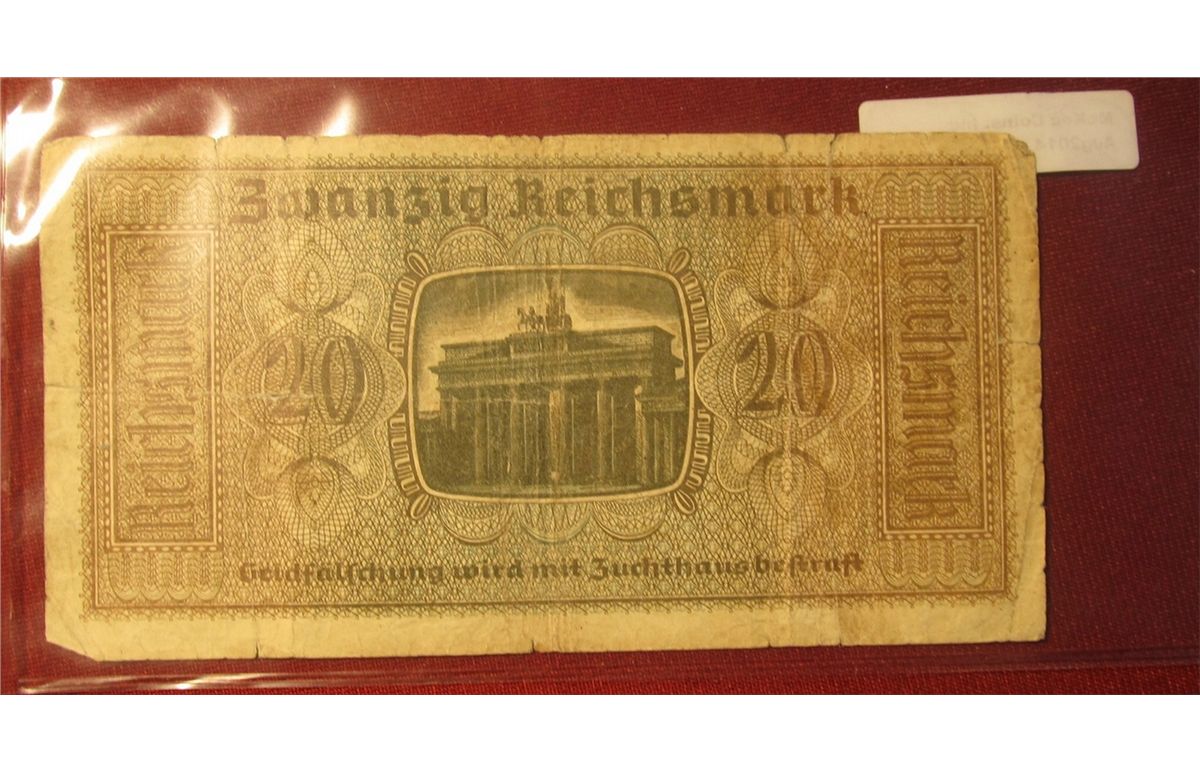 Zwanzig Reichsmark
Reichsmark
20
20
Reichsmark
Geldfälschung wird mit Zuchthaus bestraft